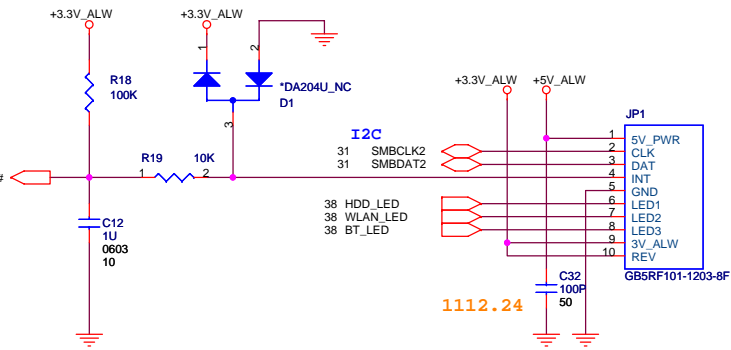 +3.3V_ALW
+3.3V_ALW
1
2
R18
100K
*DA204U_NC
D1
3
+3.3V_ALW
+5V_ALW
JP1
I2C
31 SMBCLK2
31 SMBDAT2
#
R19
10K
1
2
38 HDD_LED
38 WLAN_LED
38 BT_LED
1 5V_PWR
2 CLK
3 DAT
4 INT
5 GND
6 LED1
7 LED2
8 LED3
9 3V_ALW
10 REV
GB5RF101-1203-8F
C12
1U
0603
10
C32
100P
50
1112.24